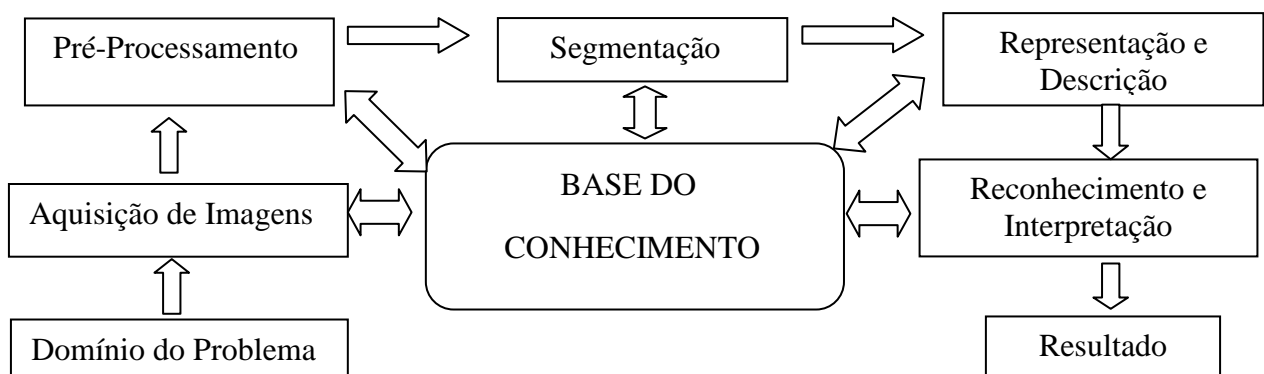 Pré-Processamento
Segmentação
Representação e
Descrição
Aquisição de Imagens
BASE DO
CONHECIMENTO
Reconhecimento e
Interpretação
Domínio do Problema
Resultado